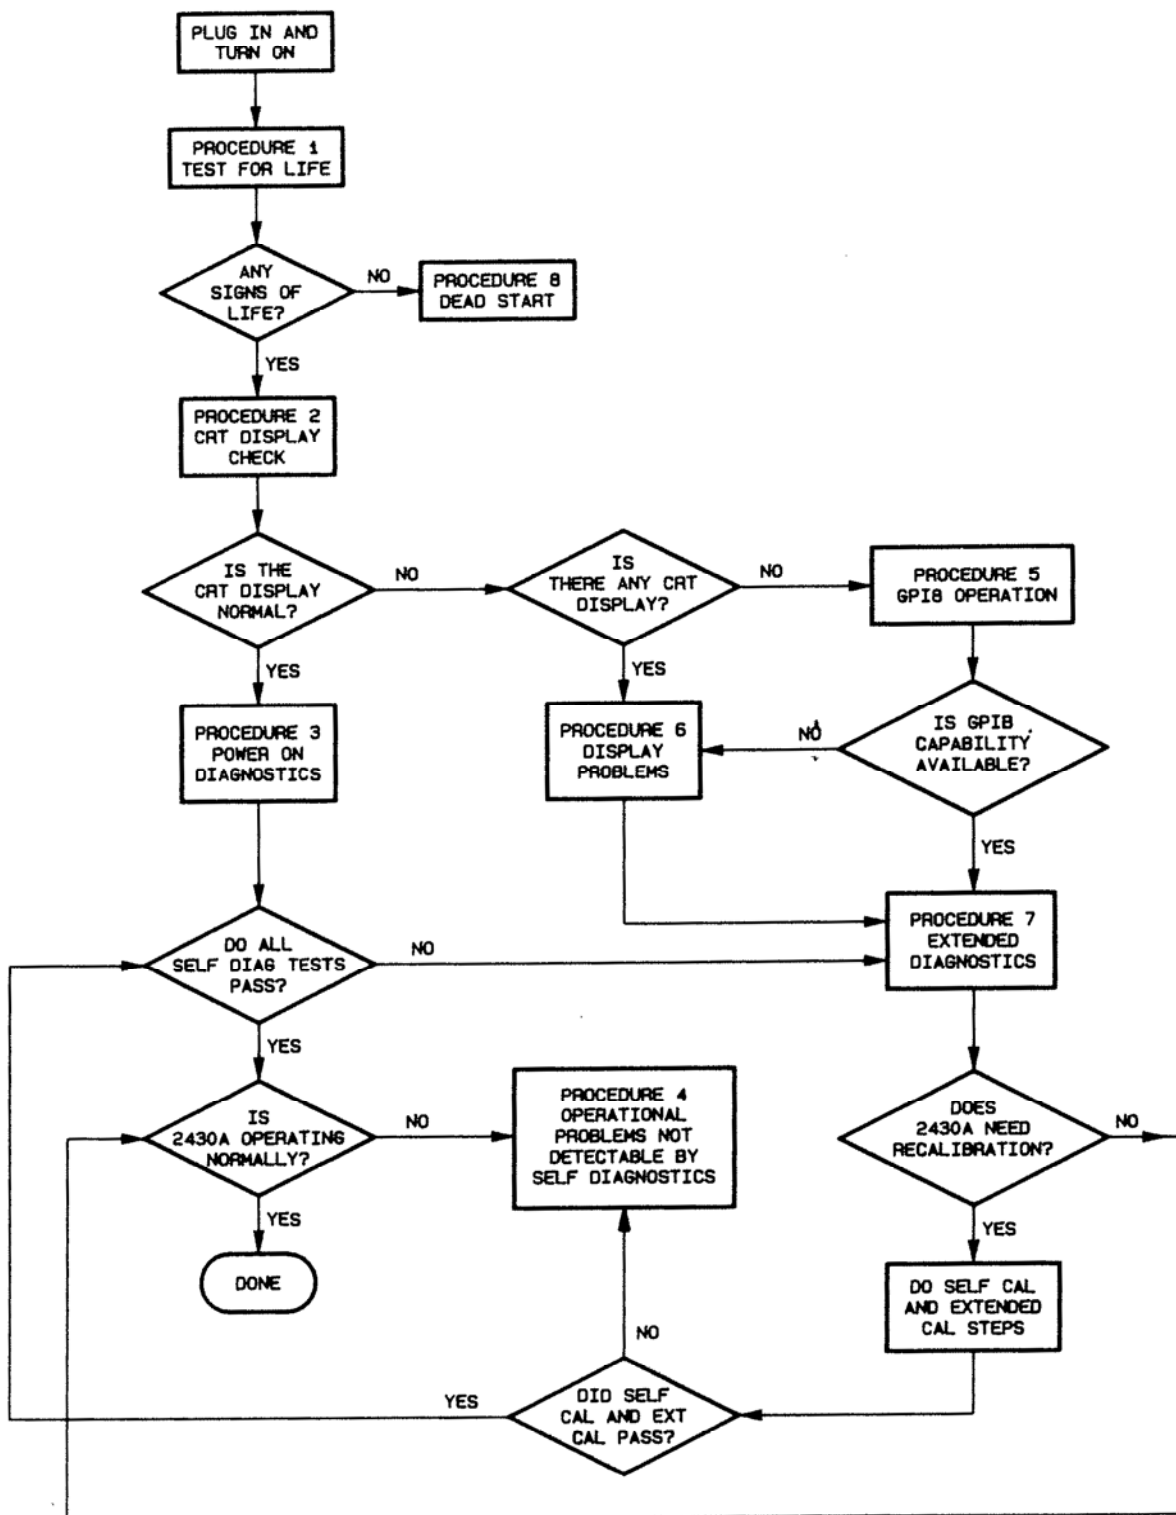 PLUG IN AND
TURN ON
PROCEDURE 1
TEST FOR LIFE
ANY
SIGNS OF
LIFE?
NO
PROCEDURE 8
DEAD START
YES
PROCEDURE 2
CRT DISPLAY
CHECK
IS THE
CRT DISPLAY
NORMAL?
NO
IS
THERE ANY CRT
DISPLAY?
NO
PROCEDURE 5
GPIB OPERATION
YES
YES
PROCEDURE 3
POWER ON
DIAGNOSTICS
PROCEDURE 6
DISPLAY
PROBLEMS
NO
IS GPIB
CAPABILITY
AVAILABLE?
YES
DO ALL
SELF DIAG TESTS
PASS?
NO
PROCEDURE 7
EXTENDED
DIAGNOSTICS
YES
IS
2430A OPERATING
NORMALLY?
NO
PROCEDURE 4
OPERATIONAL
PROBLEMS NOT
DETECTABLE BY
SELF DIAGNOSTICS
DOES
2430A NEED
RECALIBRATION?
NO
YES
DONE
YES
DO SELF CAL
AND EXTENDED
CAL STEPS
NO
YES
DID SELF
CAL AND EXT
CAL PASS?